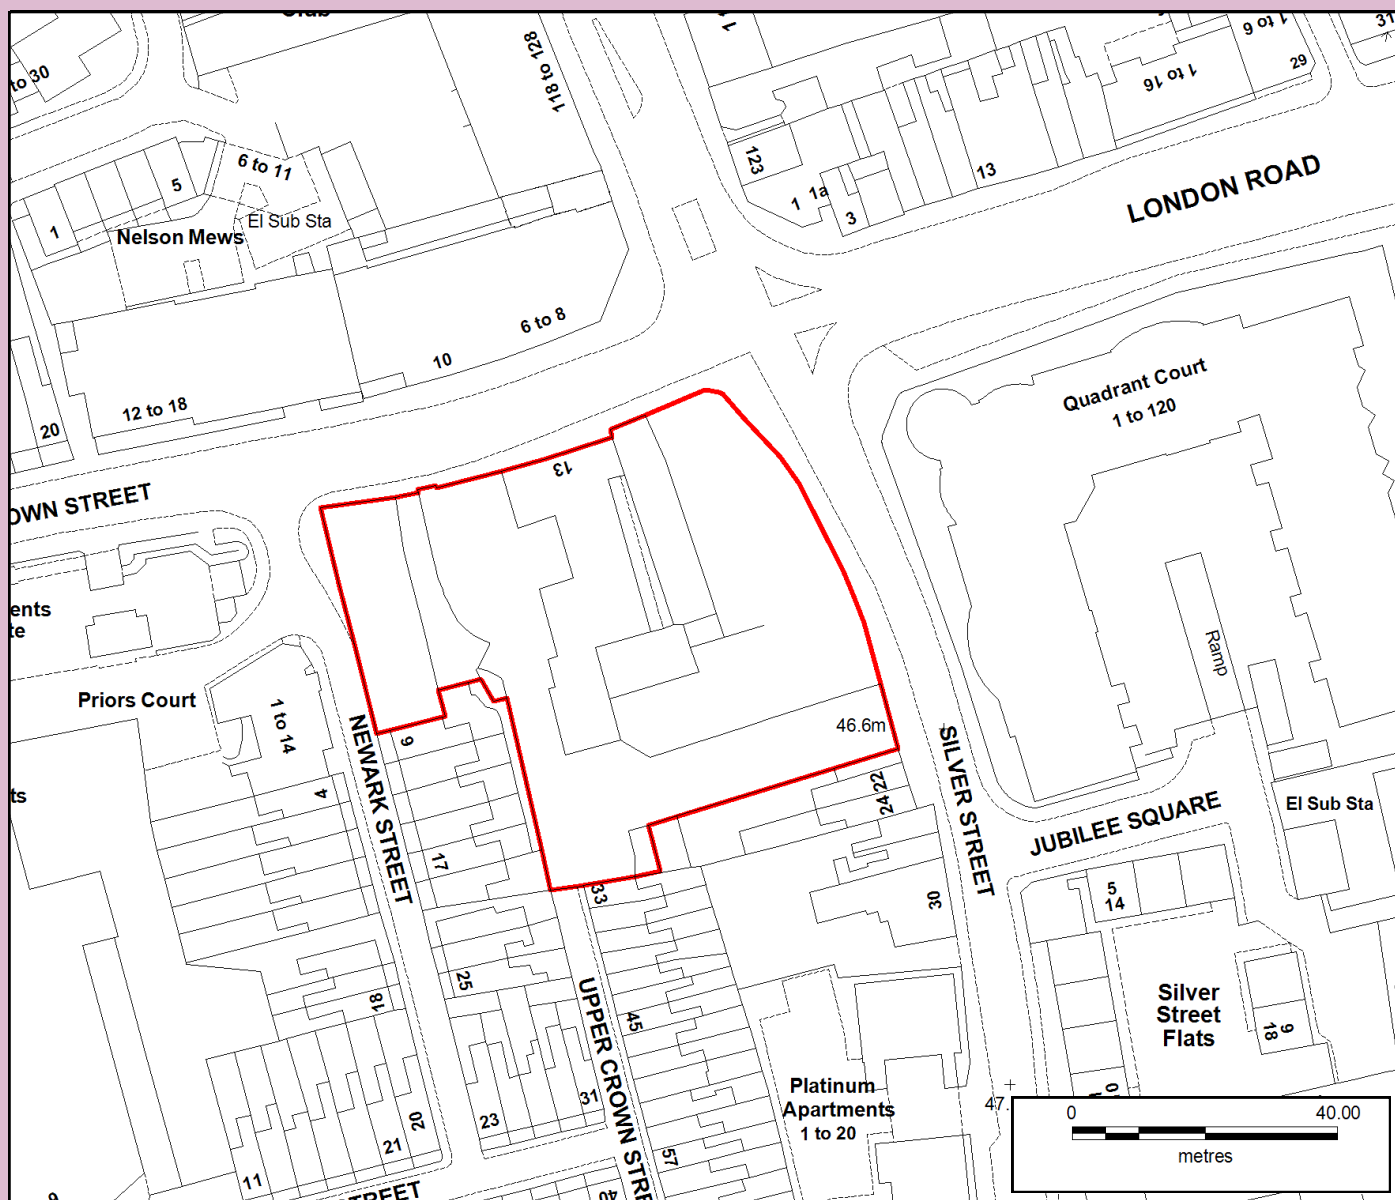 Club
118 to 128
1 to 16
1 to 9
29
31
to 30
6 to 11
5
1
El Sub Sta
Nelson Mews
123
1
1a
3
13
LONDON ROAD
6 to 8
10
12 to 18
20
Quadrant Court
1 to 120
13
OWN STREET
ents
te
Ramp
Priors Court
1 to 14
46.6m
NEWARK STREET
9
4
SILVER STREET
22
24
El Sub Sta
JUBILEE SQUARE
ts
17
33
30
5
14
25
18
UPPER CROWN STRE
45
Silver
Street
Flats
9
18
Platinum
Apartments
1 to 20
47.
0
40.00
metres
31
23
20
21
11
57
40
TREET
9